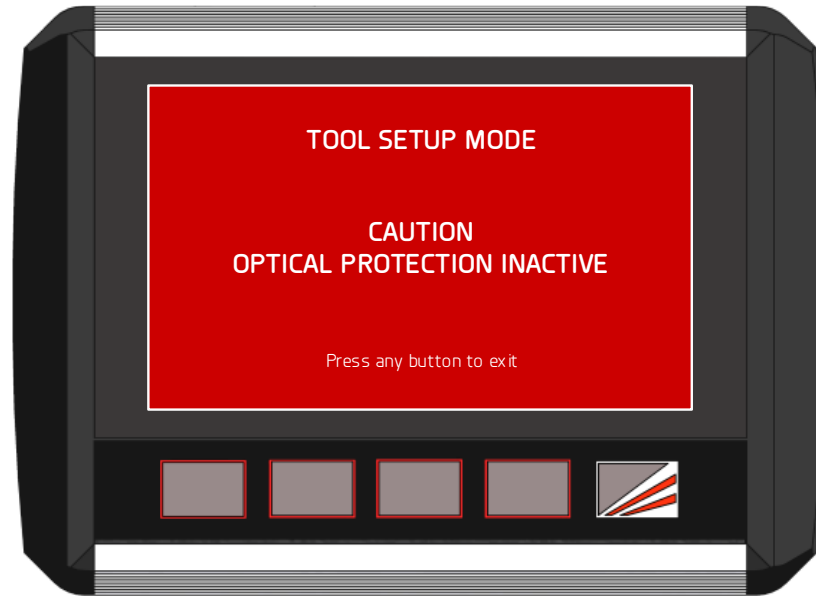 TOOL SETUP MODE
CAUTION
OPTICAL PROTECTION INACTIVE
Press any button to exit